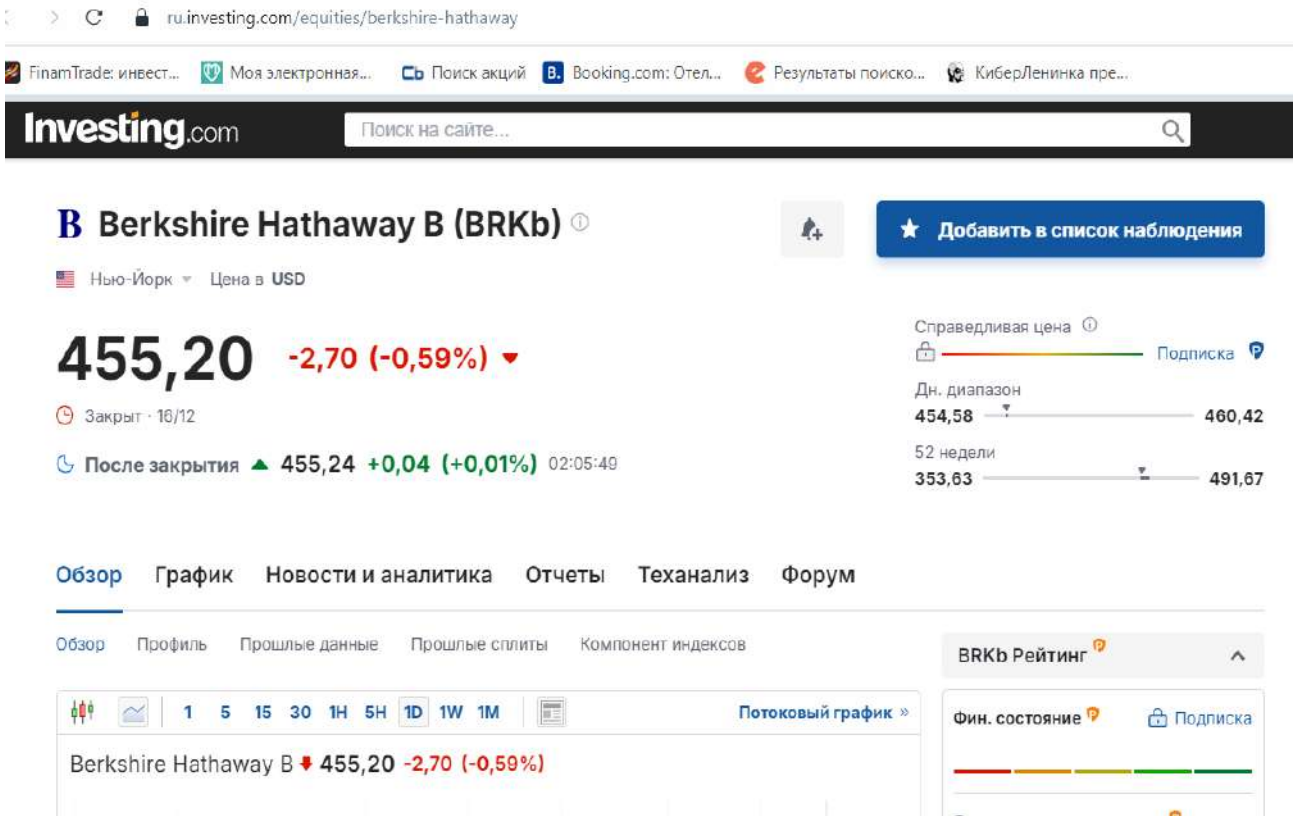 ru.investing.com/equities/berkshire-hathaway
FinamTrade: инвест... Моя электронная... Сь Поиск акций B. Booking.com: Отел... Результаты поиско... КиберЛенинка пре...
Investing.com Поиск на сайте...
B Berkshire Hathaway B (BRKb)
Добавить в список наблюдения
Нью-Йорк Цена в USD
455,20 -2,70 (-0,59%)
Закрыт · 16/12
После закрытия 455,24 +0,04 (+0,01%) 02:05:49
Справедливая цена
Подписка
Дн. диапазон
454,58 460,42
52 недели
353,63 491,67
Обзор График Новости и аналитика Отчеты Теханализ Форум
Обзор Профиль Прошлые данные Прошлые сплиты Компонент индексов
BRKb Рейтинг
1 5 15 30 1H 5H 1D 1W 1M Потоковый график »
Фин. состояние Подписка
Berkshire Hathaway B 455,20 -2,70 (-0,59%)